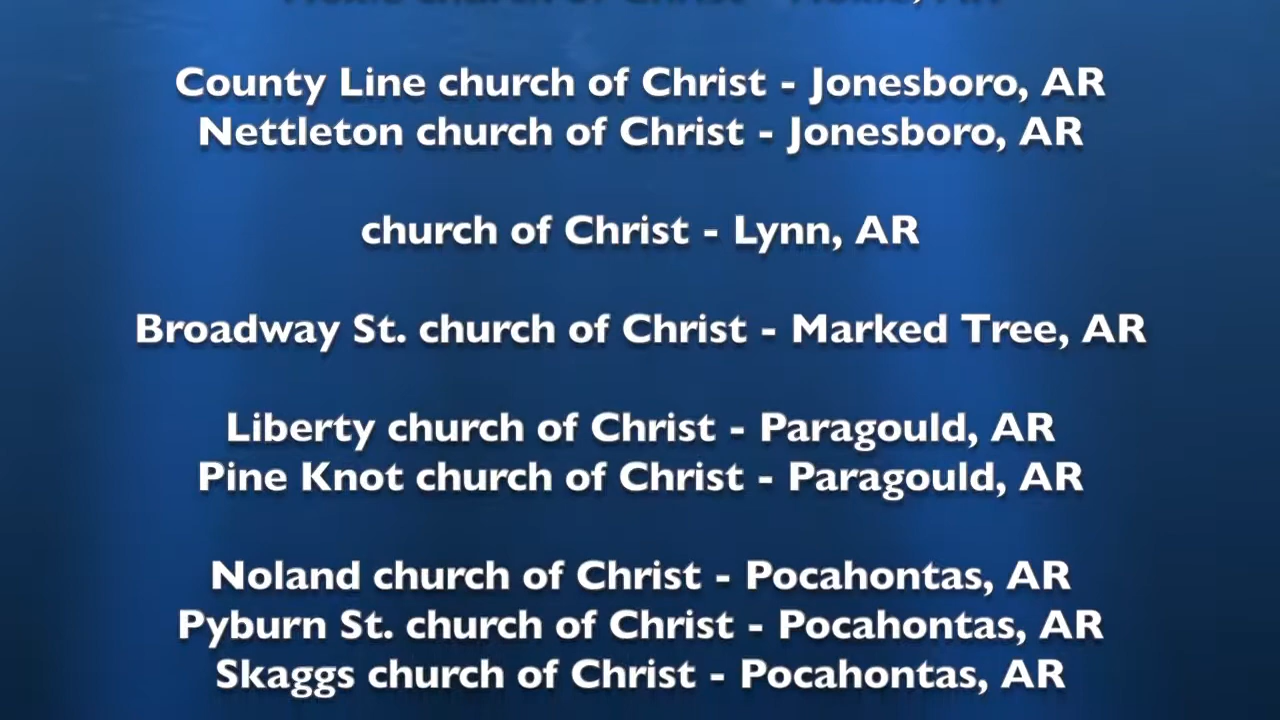 church of Christ -
County Line church of Christ - Jonesboro, AR
Nettleton church of Christ - Jonesboro, AR
church of Christ - Lynn, AR
Broadway St. church of Christ - Marked Tree, AR
Liberty church of Christ - Paragould, AR
Pine Knot church of Christ - Paragould, AR
Noland church of Christ - Pocahontas, AR
Pyburn St. church of Christ - Pocahontas, AR
Skaggs church of Christ - Pocahontas, AR